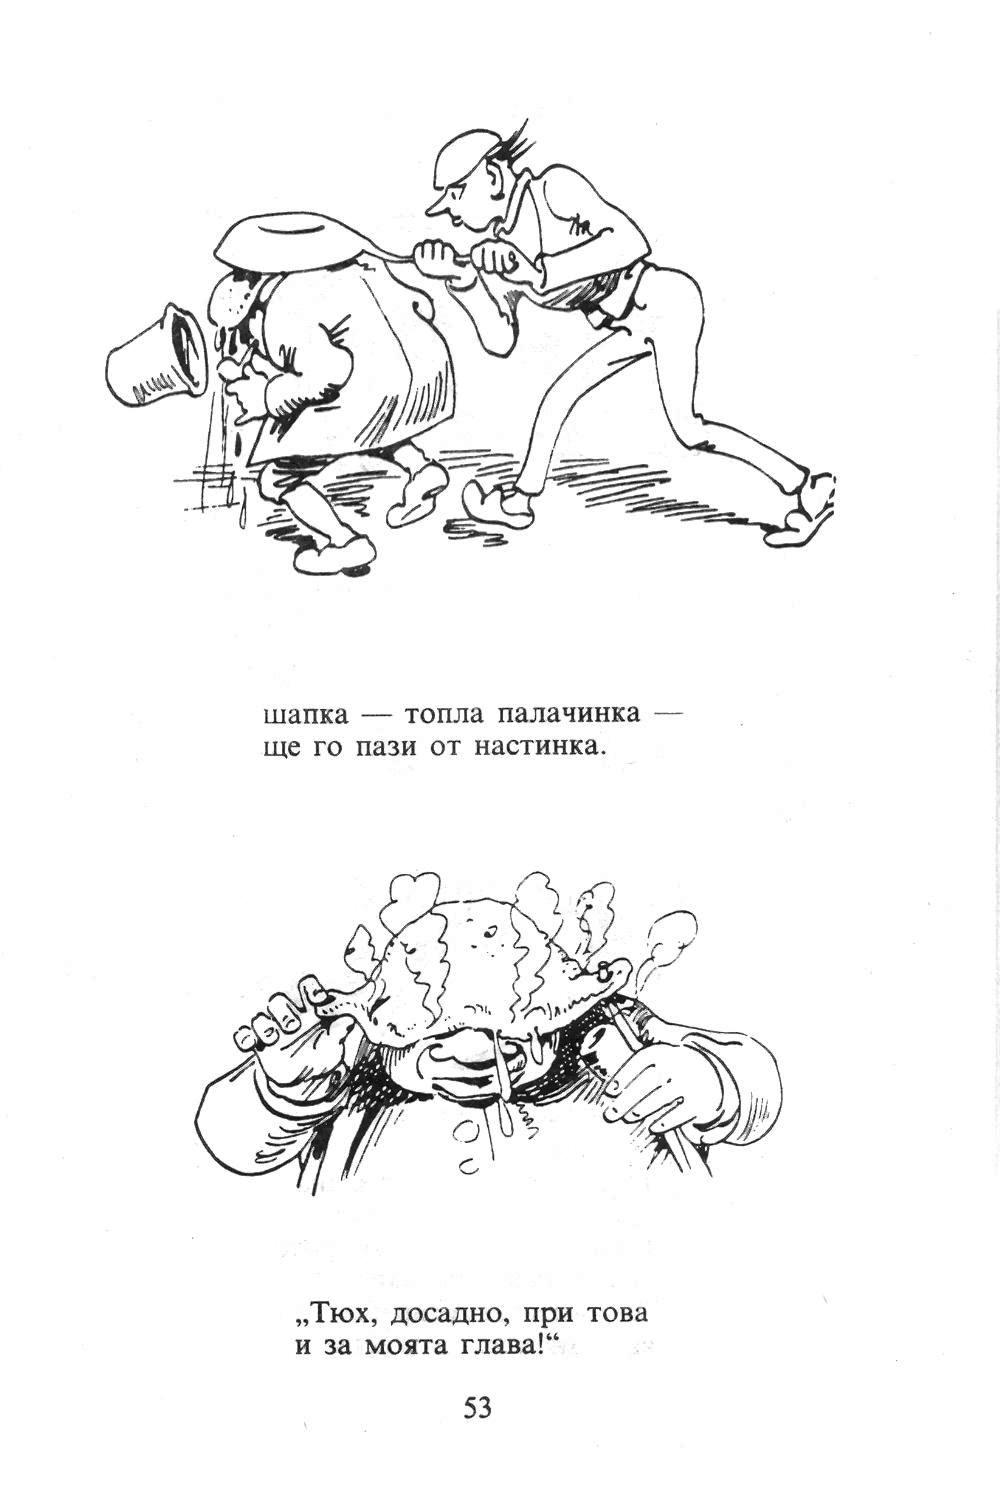 шапка — топла палачинка —
ще го пази от настинка.
„Тюх, досадно, при това
и за моята глава!“
53